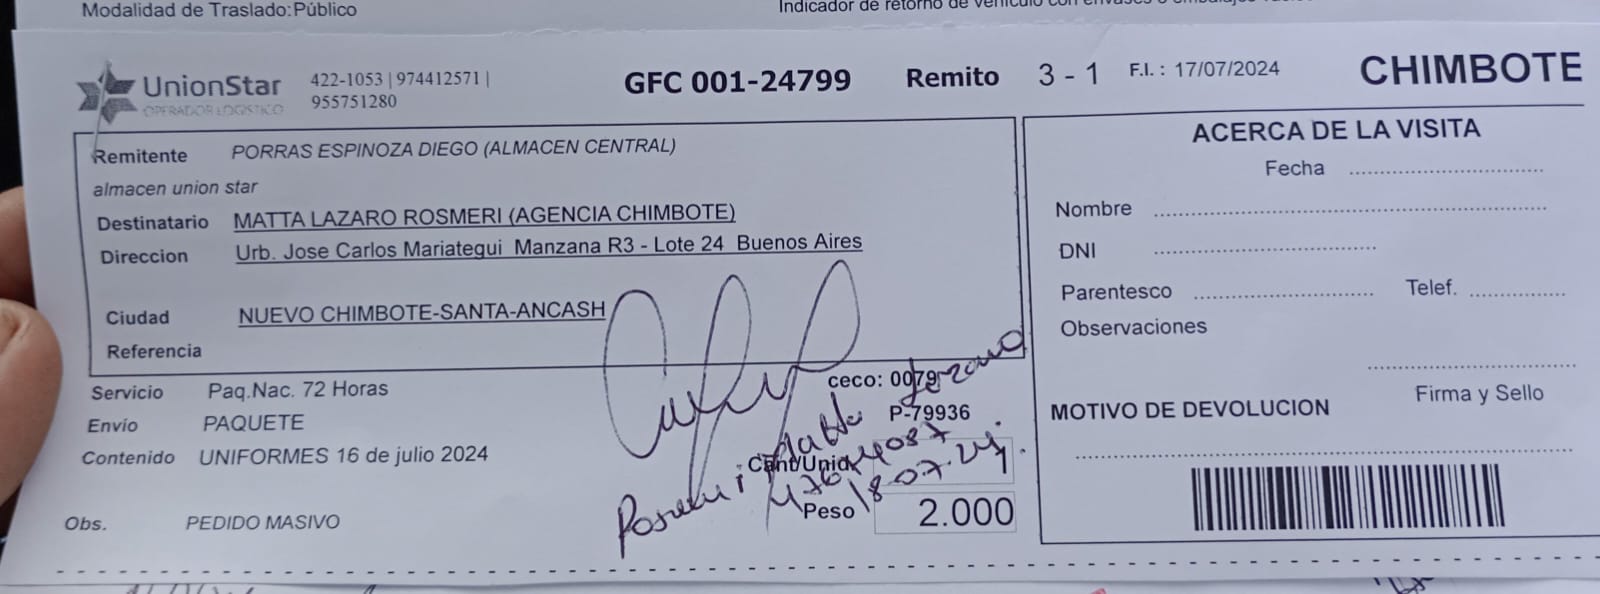 Modalidad de Traslado:Público
UnionStar
OPERADOR LOGISTICO
422-1053 | 974412571 |
955751280
GFC 001-24799 Remito 3 - 1 F.I. : 17/07/2024 CHIMBOTE
Remitente PORRAS ESPINOZA DIEGO (ALMACEN CENTRAL)
almacen union star
Destinatario MATTA LAZARO ROSMERI (AGENCIA CHIMBOTE)
Direccion Urb. Jose Carlos Mariategui Manzana R3 - Lote 24 Buenos Aires
Ciudad NUEVO CHIMBOTE-SANTA-ANCASH
Referencia
Servicio Paq.Nac. 72 Horas
Envío PAQUETE
Contenido UNIFORMES 16 de julio 2024
Obs. PEDIDO MASIVO
ceco: 0079
P-79936
Cant/Unid. 1
Peso 2.000
Rosmeri Matta Lazaro
18.07.24.
ACERCA DE LA VISITA
Fecha
Nombre
DNI
Parentesco Telef.
Observaciones
Firma y Sello
MOTIVO DE DEVOLUCION